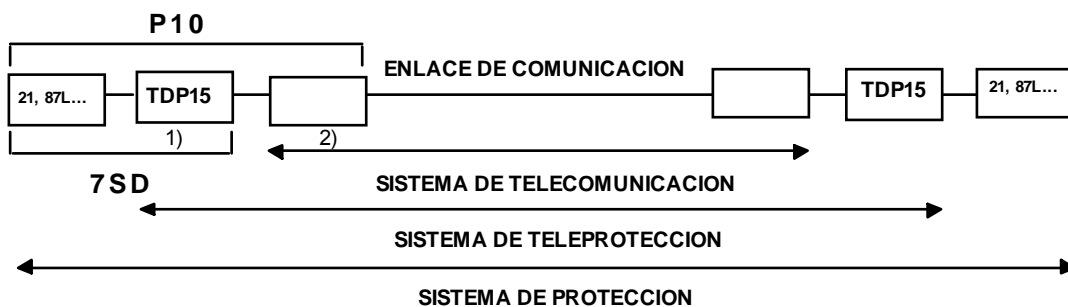 P10
ENLACE DE COMUNICACION
21, 87L... TDP15 TDP15 21, 87L...
1) 2)
7SD
SISTEMA DE TELECOMUNICACION
SISTEMA DE TELEPROTECCION
SISTEMA DE PROTECCION